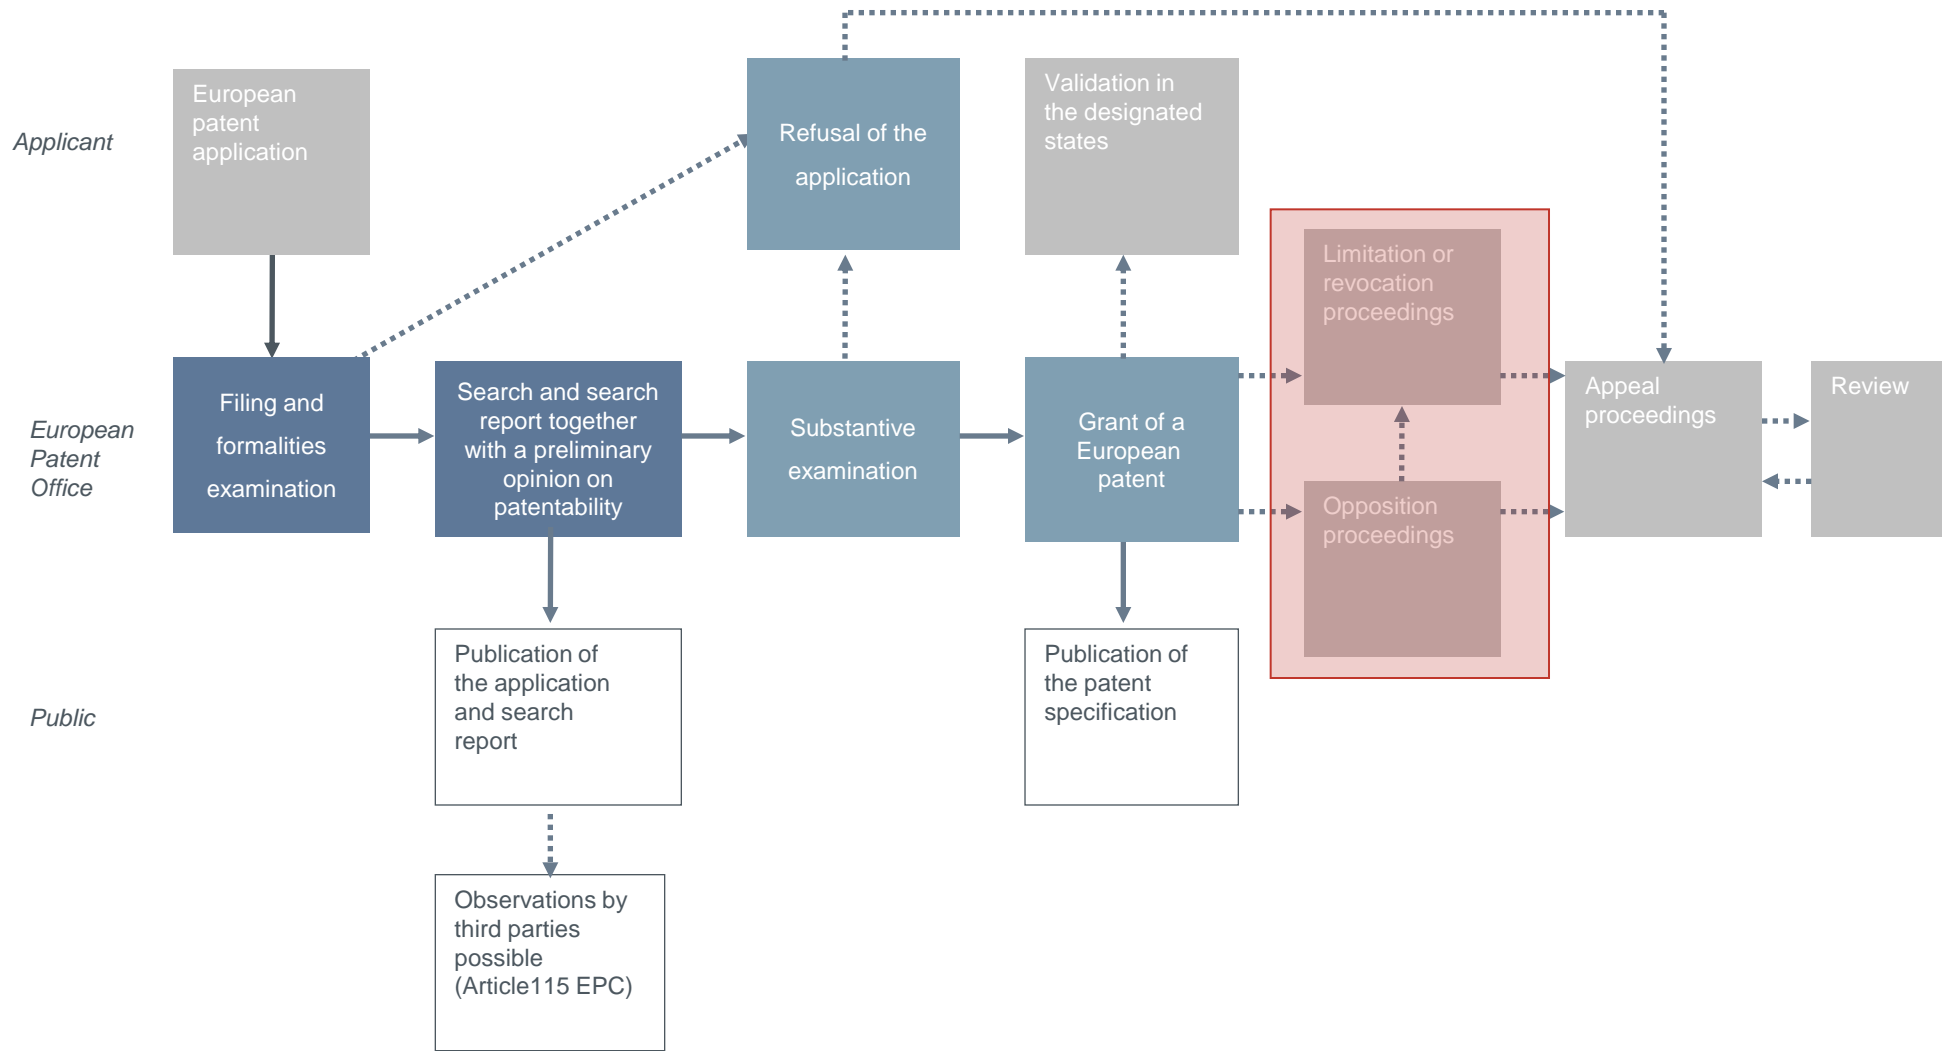 Applicant
European
patent
application
Refusal of the
application
Validation in
the designated
states
Limitation or
revocation
proceedings
European
Patent
Office
Filing and
formalities
examination
Search and search
report together
with a preliminary
opinion on
patentability
Substantive
examination
Grant of a
European
patent
Opposition
proceedings
Appeal
proceedings
Review
Public
Publication of
the application
and search
report
Publication of
the patent
specification
Observations by
third parties
possible
(Article115 EPC)